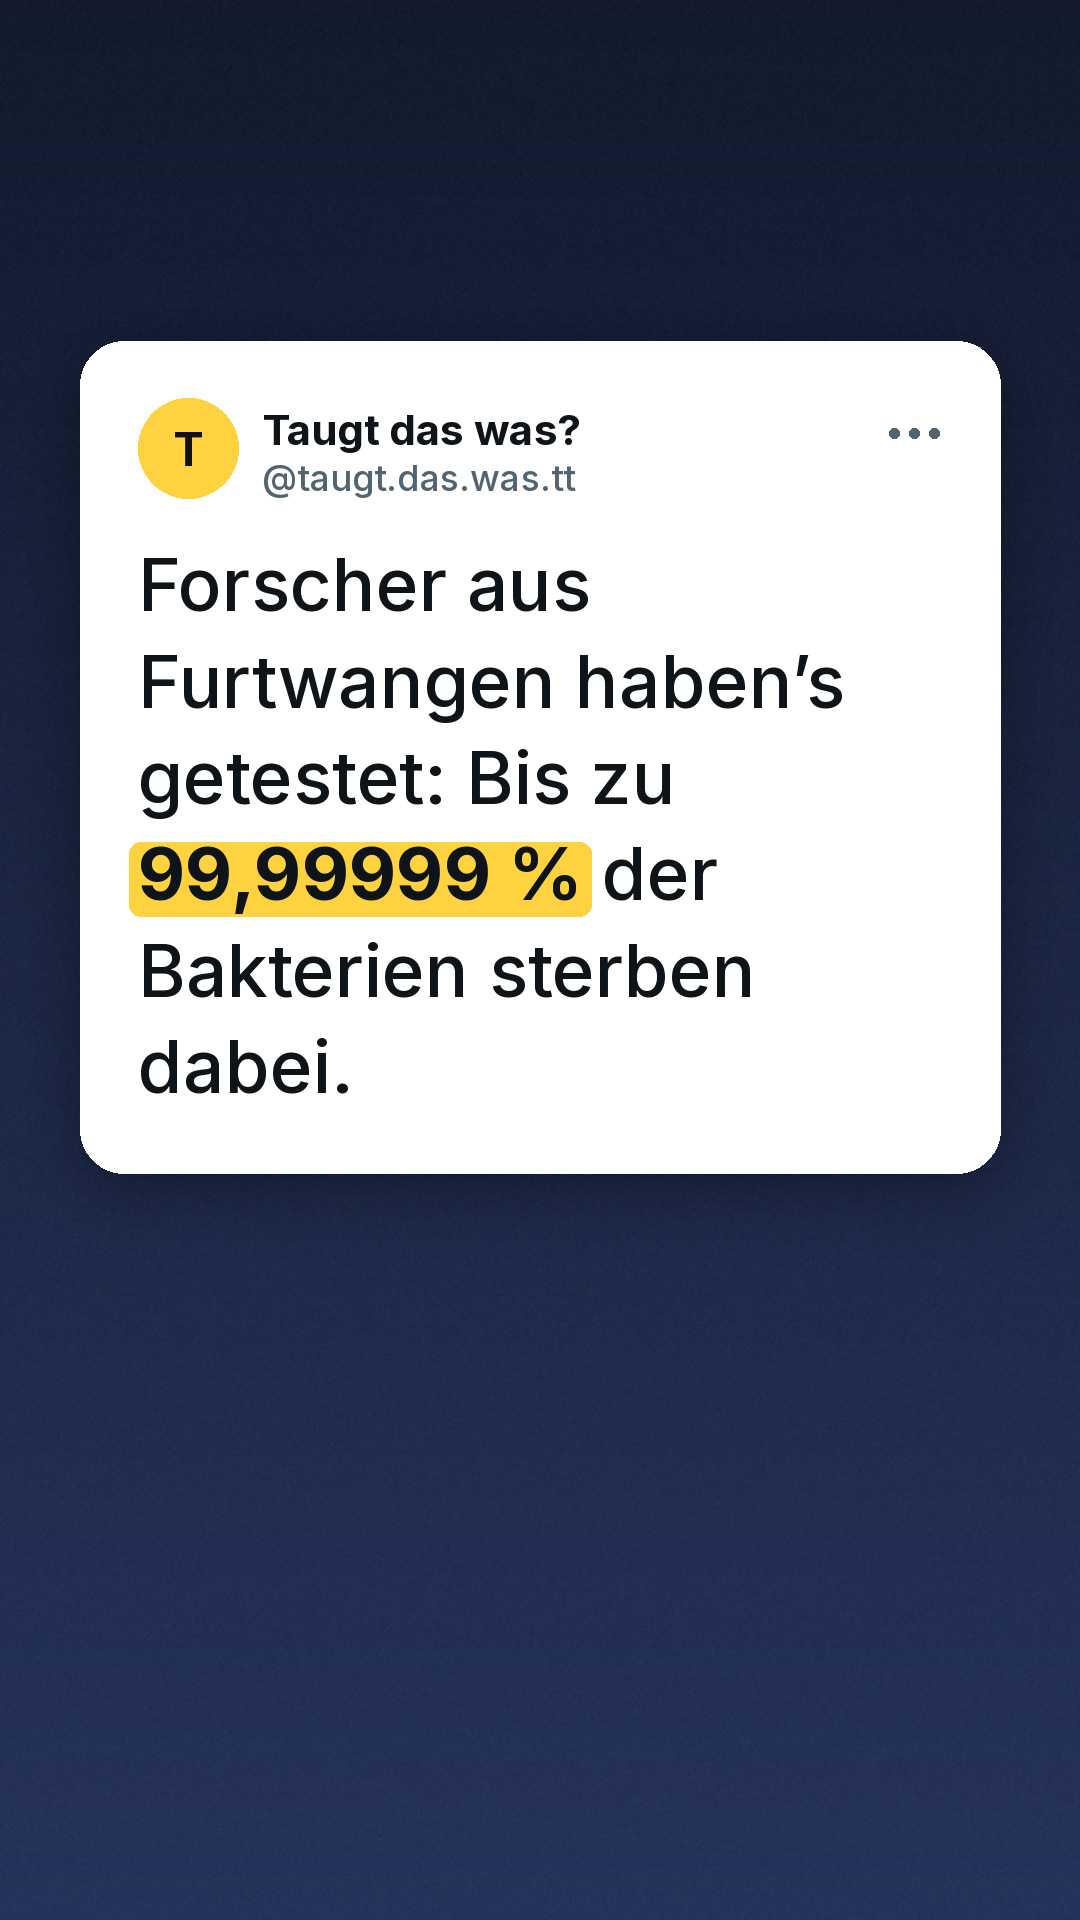 T
Taugt das was?
@taugt.das.was.tt
Forscher aus
Furtwangen haben’s
getestet: Bis zu
99,99999 % der
Bakterien sterben
dabei.